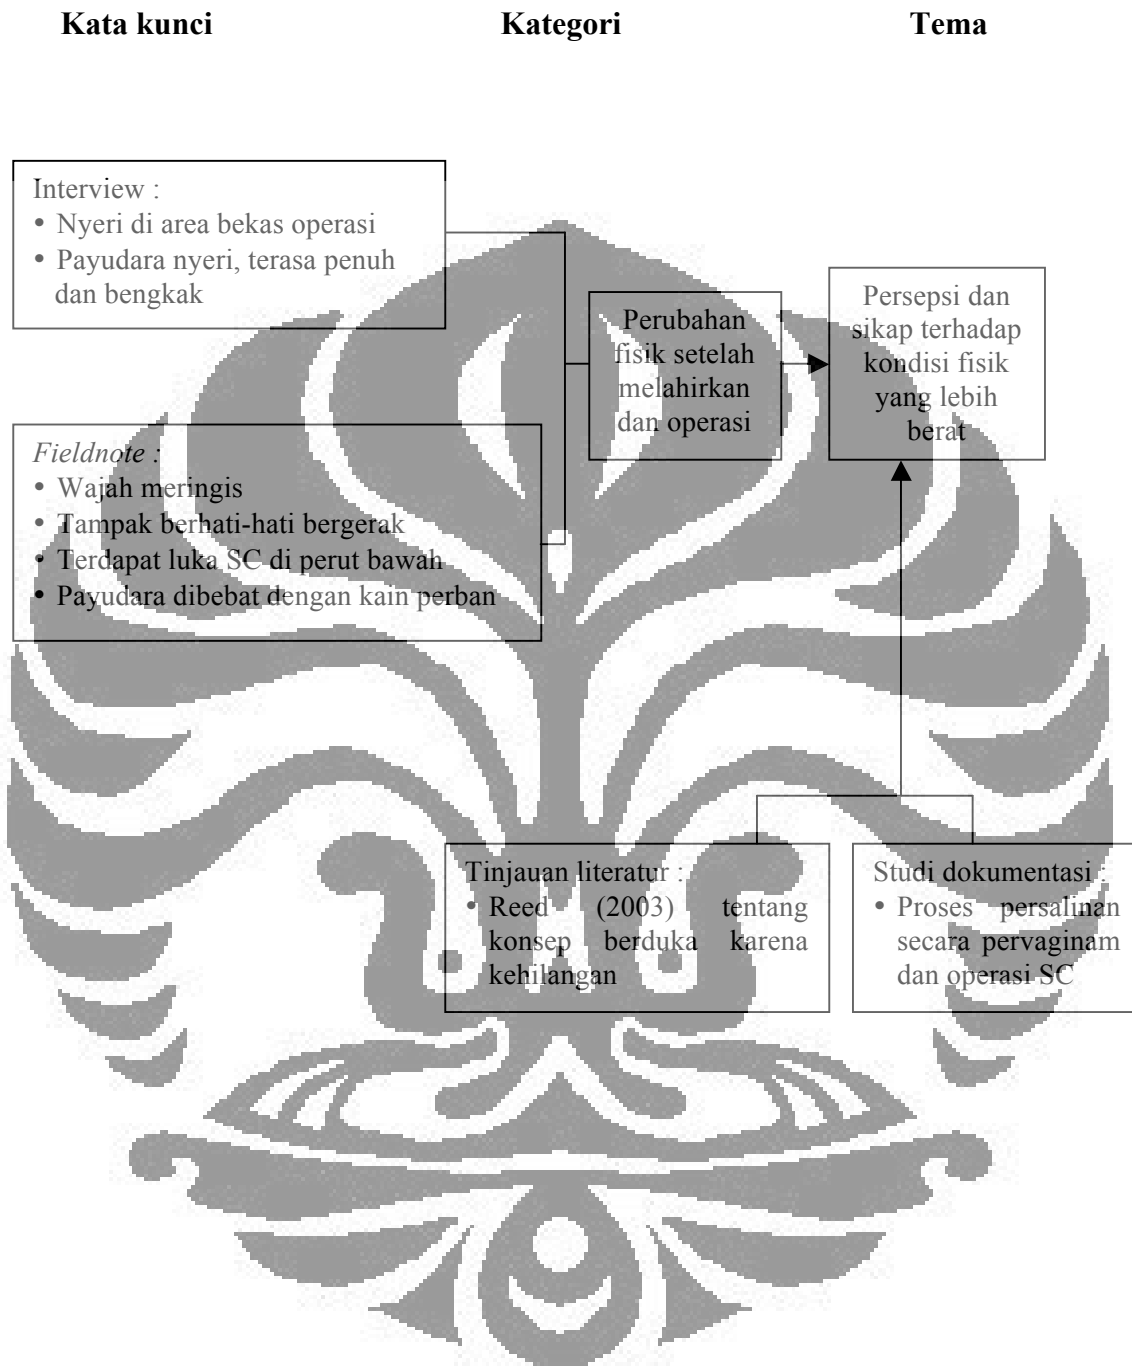 Kata kunci Kategori Tema
Interview :
• Nyeri di area bekas operasi
• Payudara nyeri, terasa penuh
dan bengkak
Fieldnote :
• Wajah meringis
• Tampak berhati-hati bergerak
• Terdapat luka SC di perut bawah
• Payudara dibebat dengan kain perban
Perubahan
fisik setelah
melahirkan
dan operasi
Persepsi dan
sikap terhadap
kondisi fisik
yang lebih
berat
Tinjauan literatur :
• Reed (2003) tentang
konsep berduka karena
kehilangan
Studi dokumentasi :
• Proses persalinan
secara pervaginam
dan operasi SC